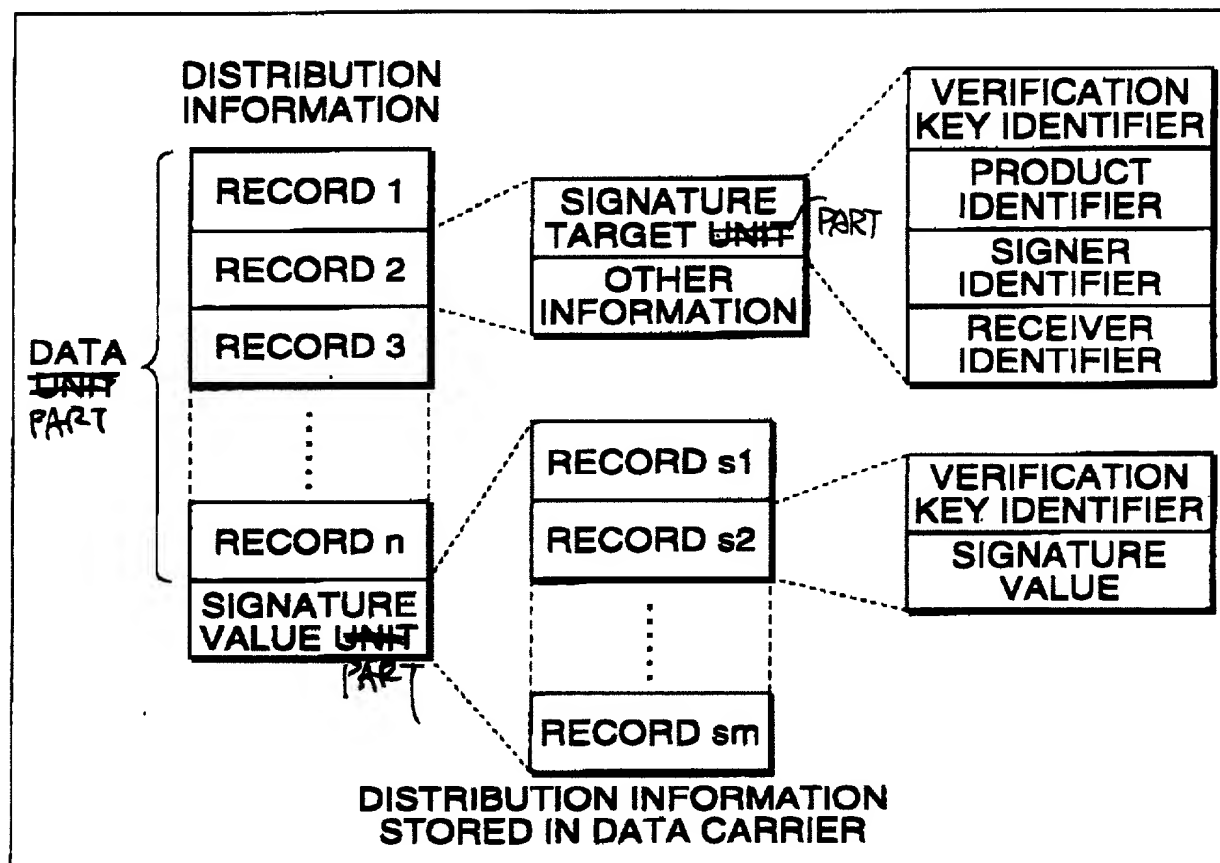 DISTRIBUTION
INFORMATION
RECORD 1
RECORD 2
RECORD 3
RECORD n
SIGNATURE
VALUE UNIT
PART
DATA
UNIT
PART
SIGNATURE
TARGET UNIT PART
OTHER
INFORMATION
VERIFICATION
KEY IDENTIFIER
PRODUCT
IDENTIFIER
SIGNER
IDENTIFIER
RECEIVER
IDENTIFIER
RECORD s1
RECORD s2
RECORD sm
VERIFICATION
KEY IDENTIFIER
SIGNATURE
VALUE
DISTRIBUTION INFORMATION
STORED IN DATA CARRIER